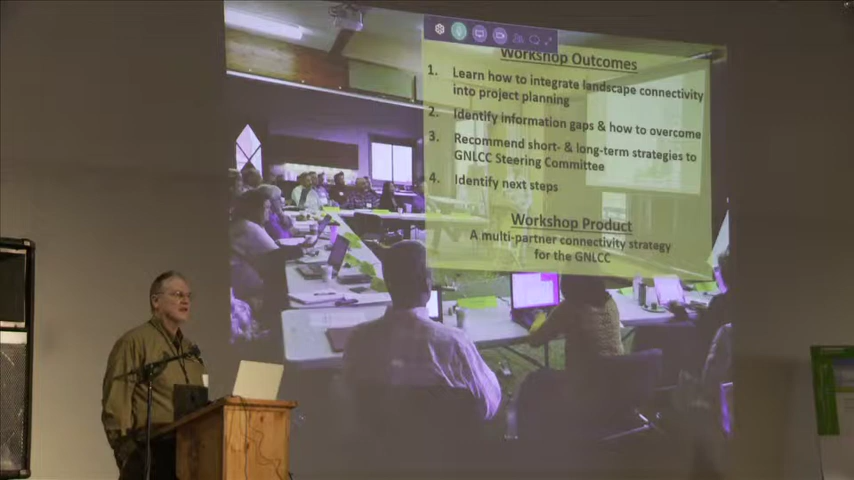 Workshop Outcomes
1. Learn how to integrate landscape connectivity
into project planning
2. Identify information gaps & how to overcome
3. Recommend short- & long-term strategies to
GNLCC Steering Committee
4. Identify next steps
Workshop Product
A multi-partner connectivity strategy
for the GNLCC